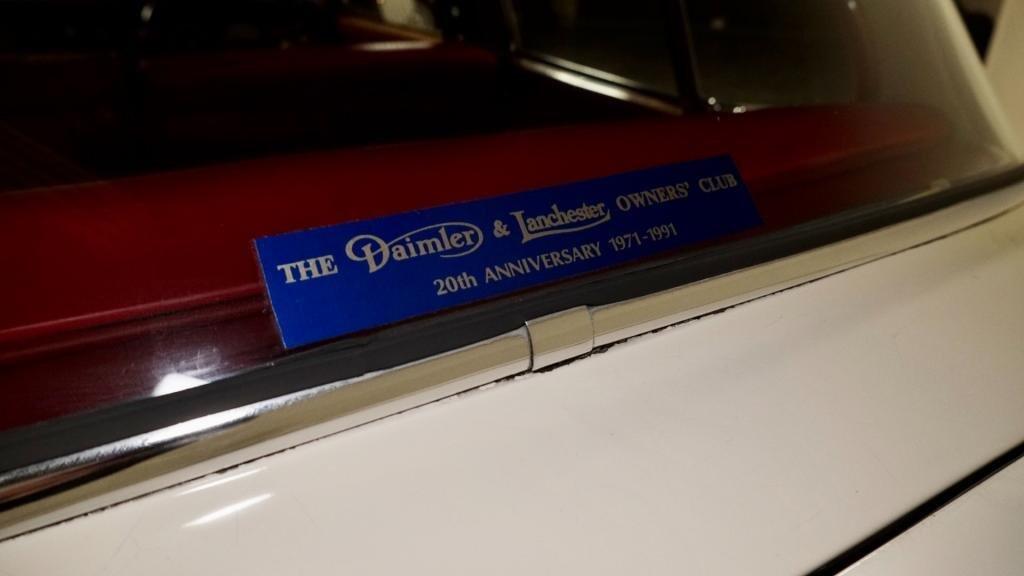 THE Daimler & Lanchester OWNERS' CLUB
20th ANNIVERSARY 1971-1991